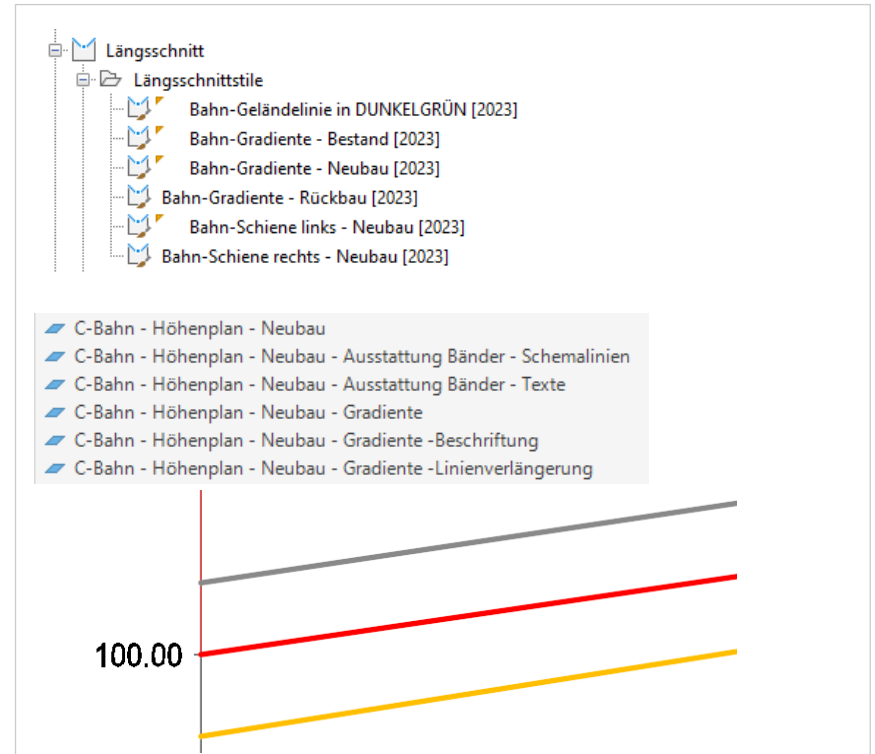 Längsschnitt
Längsschnittstile
Bahn-Geländelinie in DUNKELGRÜN [2023]
Bahn-Gradiente - Bestand [2023]
Bahn-Gradiente - Neubau [2023]
Bahn-Gradiente - Rückbau [2023]
Bahn-Schiene links - Neubau [2023]
Bahn-Schiene rechts - Neubau [2023]
C-Bahn - Höhenplan - Neubau
C-Bahn - Höhenplan - Neubau - Ausstattung Bänder - Schemalinien
C-Bahn - Höhenplan - Neubau - Ausstattung Bänder - Texte
C-Bahn - Höhenplan - Neubau - Gradiente
C-Bahn - Höhenplan - Neubau - Gradiente -Beschriftung
C-Bahn - Höhenplan - Neubau - Gradiente -Linienverlängerung
100.00